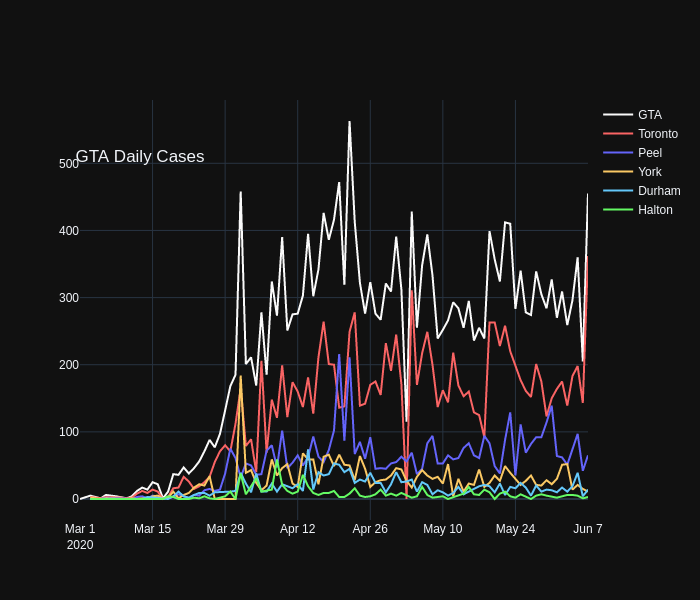 GTA Daily Cases
500
400
300
200
100
0
Mar 1 Mar 15 Mar 29 Apr 12 Apr 26 May 10 May 24 Jun 7
2020
GTA
Toronto
Peel
York
Durham
Halton